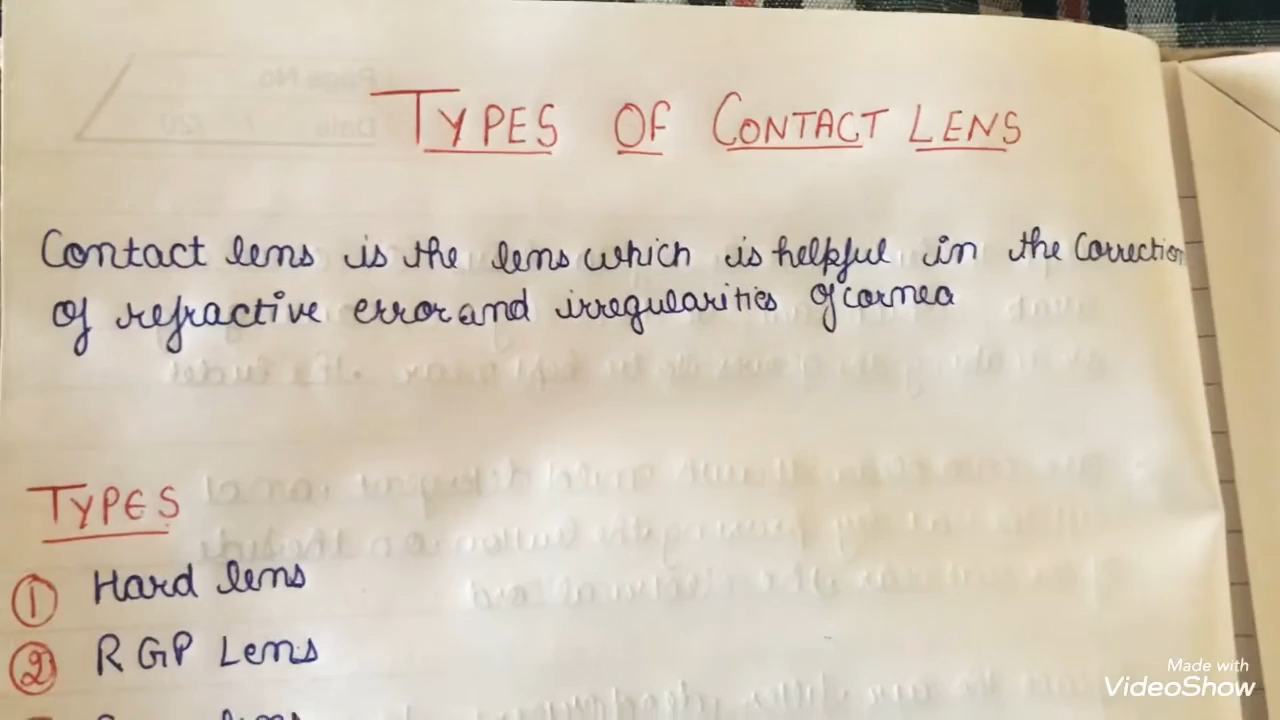 TYPES OF CONTACT LENS
Contact lens is the lens which is helpful in the Correction
of refractive error and irregularities of cornea
TYPES
① Hard lens
② RGP Lens
lens
Made with
VideoShow